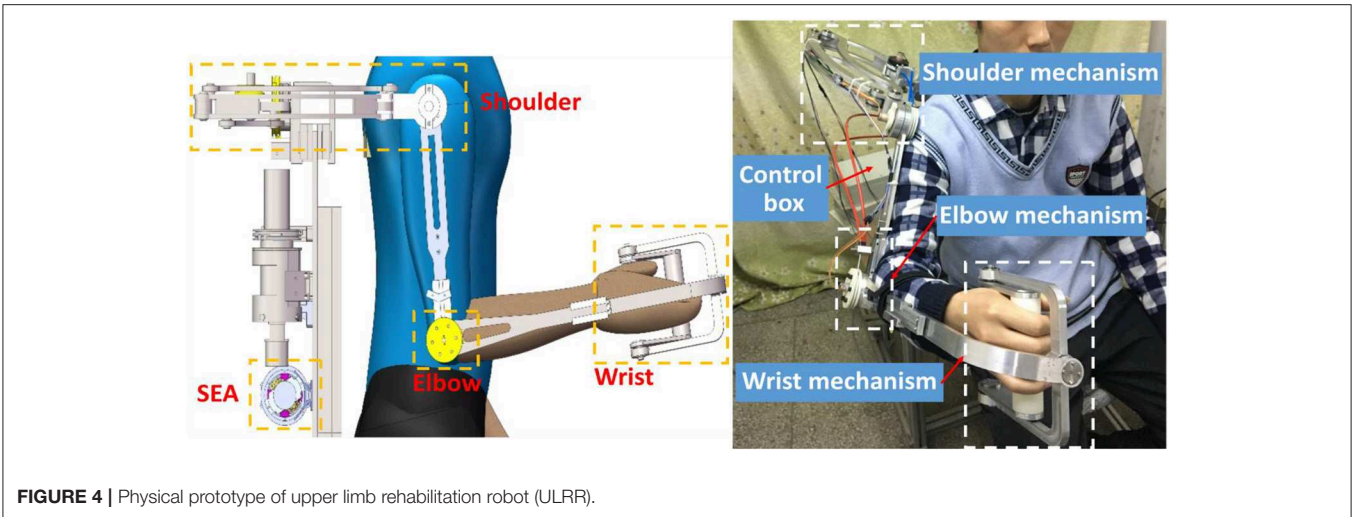 Shoulder
SEA
Elbow
Wrist
Shoulder mechanism
Control
box
Elbow mechanism
SPORT
Wrist mechanism
FIGURE 4 | Physical prototype of upper limb rehabilitation robot (ULRR).